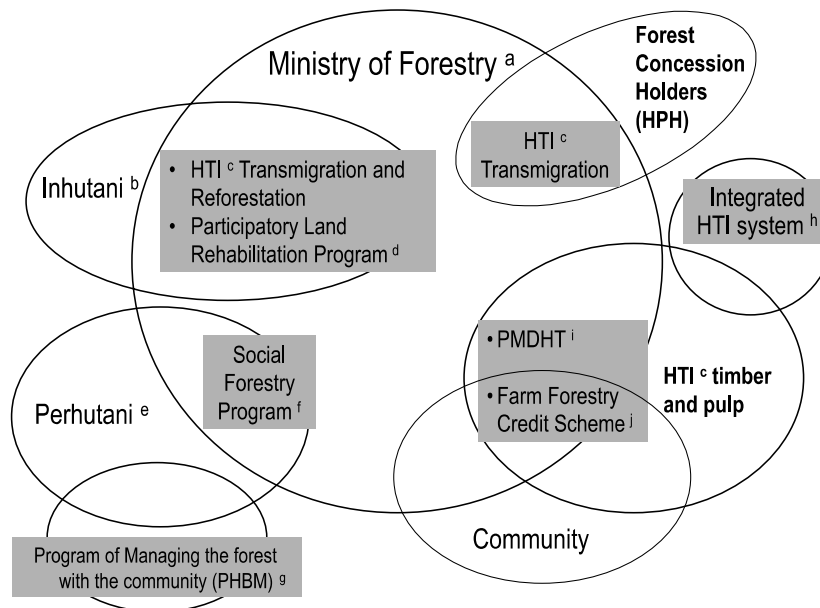 Ministry of Forestry a
Forest
Concession
Holders
(HPH)
HTI c
Transmigration
Inhutani b
• HTI c Transmigration and
Reforestation
• Participatory Land
Rehabilitation Program d
Integrated
HTI system h
Perhutani e
Social
Forestry
Program f
• PMDHT i
• Farm Forestry
Credit Scheme j
HTI c timber
and pulp
Community
Program of Managing the forest
with the community (PHBM) g